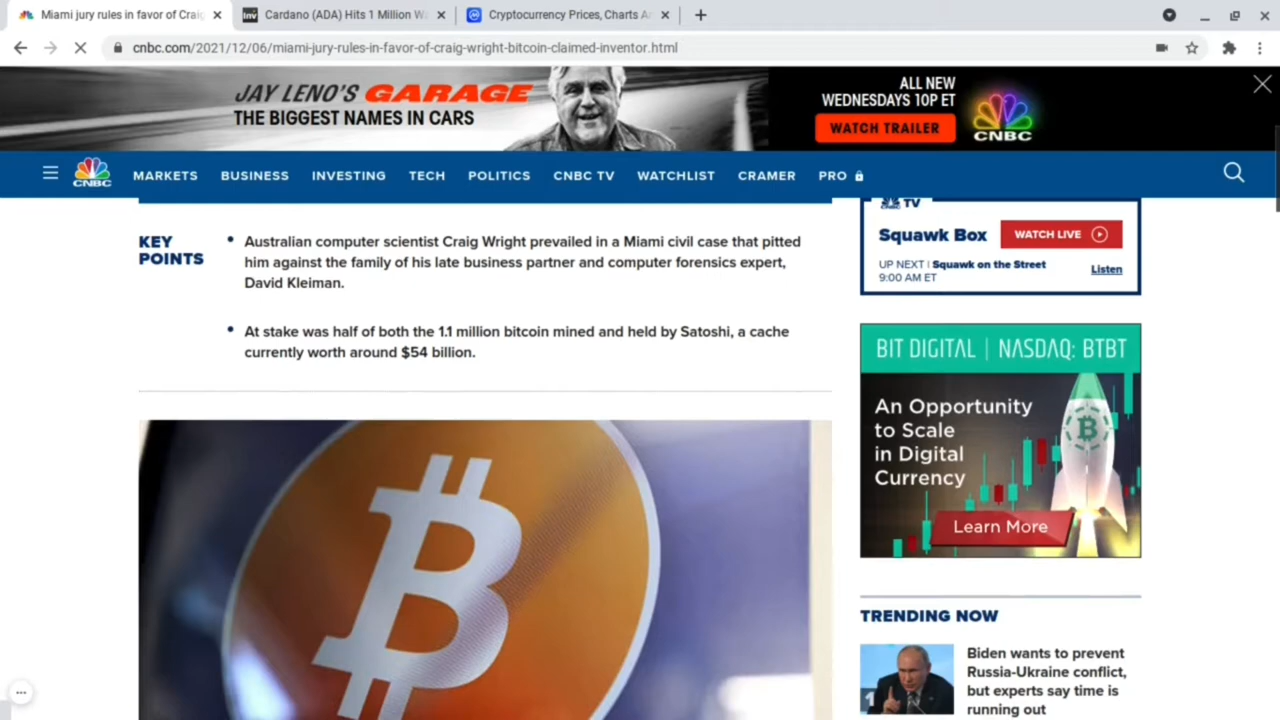 Miami jury rules in favor of Craig
Cardano (ADA) Hits 1 Million W
Cryptocurrency Prices, Charts A
cnbc.com/2021/12/06/miami-jury-rules-in-favor-of-craig-wright-bitcoin-claimed-inventor.html
JAY LENO'S GARAGE
THE BIGGEST NAMES IN CARS
ALL NEW
WEDNESDAYS 10P ET
WATCH TRAILER
CNBC
CNBC
MARKETS
BUSINESS
INVESTING
TECH
POLITICS
CNBC TV
WATCHLIST
CRAMER
PRO
KEY
POINTS
Australian computer scientist Craig Wright prevailed in a Miami civil case that pitted
him against the family of his late business partner and computer forensics expert,
David Kleiman.
At stake was half of both the 1.1 million bitcoin mined and held by Satoshi, a cache
currently worth around $54 billion.
TV
Squawk Box
WATCH LIVE
UP NEXT | Squawk on the Street
9:00 AM ET
Listen
BIT DIGITAL | NASDAQ: BTBT
An Opportunity
to Scale
in Digital
Currency
Learn More
TRENDING NOW
Biden wants to prevent
Russia-Ukraine conflict,
but experts say time is
running out